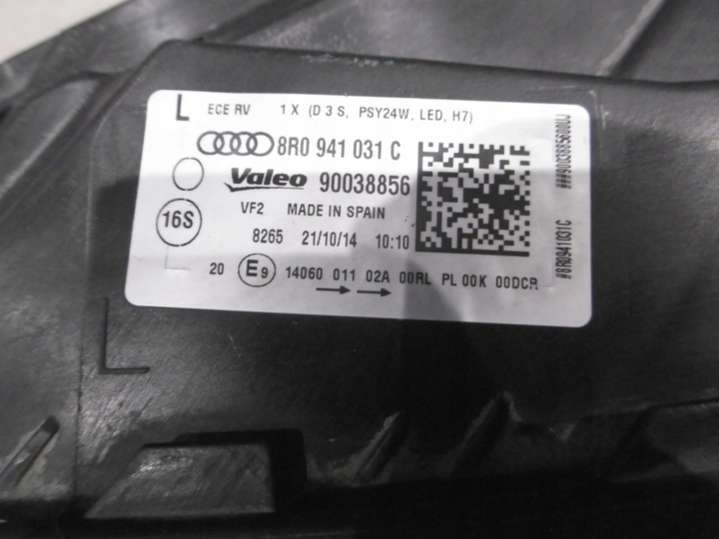 L ECE RV 1 X (D 3 S, PSY24W, LED, H7)
8R0 941 031 C
Valeo 90038856
16S VF2 MADE IN SPAIN
8265 21/10/14 10:10
20 E9 14060 011 02A 00RL PL 00K 00DCR
#8R0941031C ###9003885600UU
L